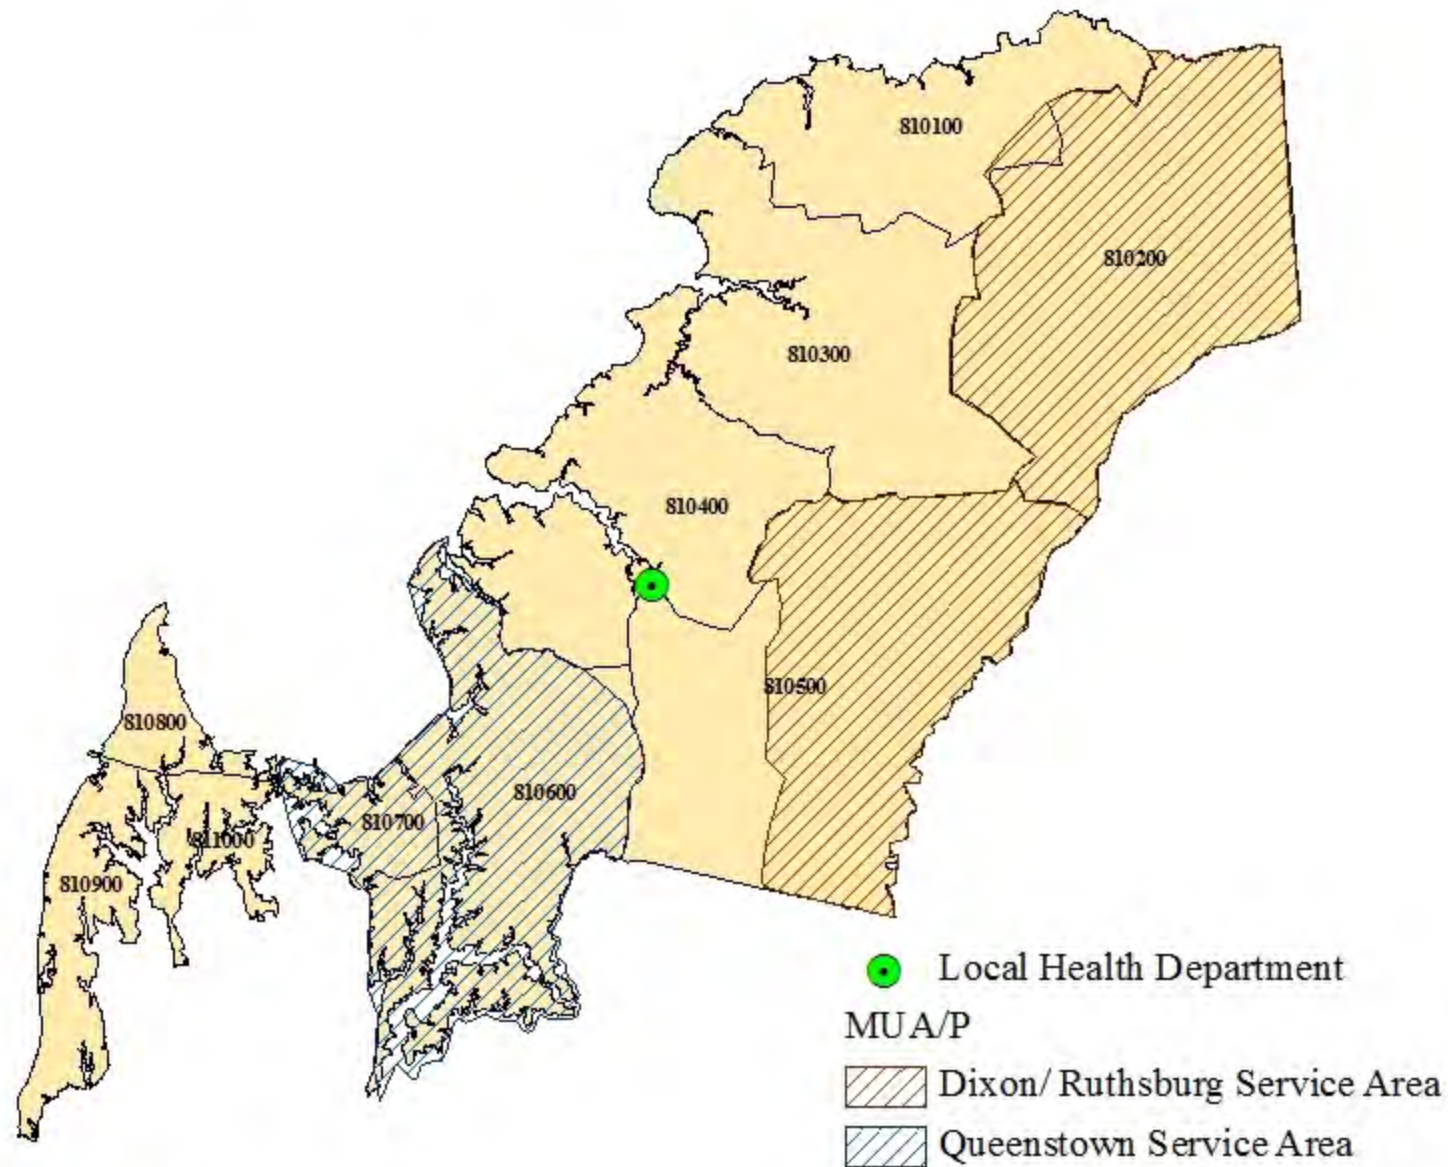 810100
810200
810300
810400
810500
810800
810600
810700
811000
810900
Local Health Department
MUA/P
Dixon/ Ruthsburg Service Area
Queenstown Service Area